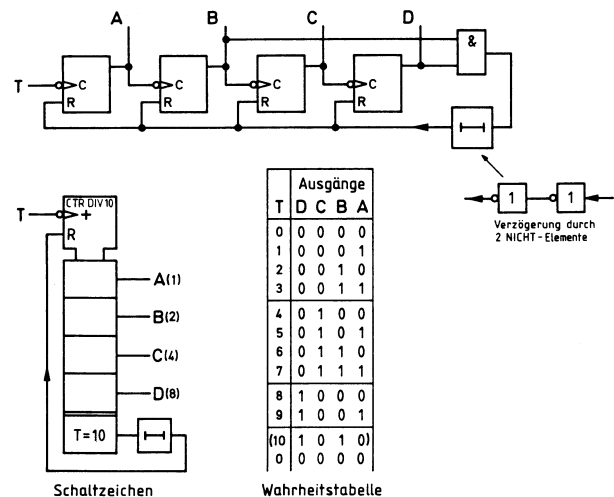 A B C D
&
T C C C C
R R R R
CTR DIV 10
T +
R
A(1)
B(2)
C(4)
D(8)
T=10
Schaltzeichen
Ausgänge
T D C B A
0 0 0 0 0
1 0 0 0 1
2 0 0 1 0
3 0 0 1 1
4 0 1 0 0
5 0 1 0 1
6 0 1 1 0
7 0 1 1 1
8 1 0 0 0
9 1 0 0 1
(10 1 0 1 0)
0 0 0 0 0
Wahrheitstabelle
1 1
Verzögerung durch
2 NICHT-Elemente